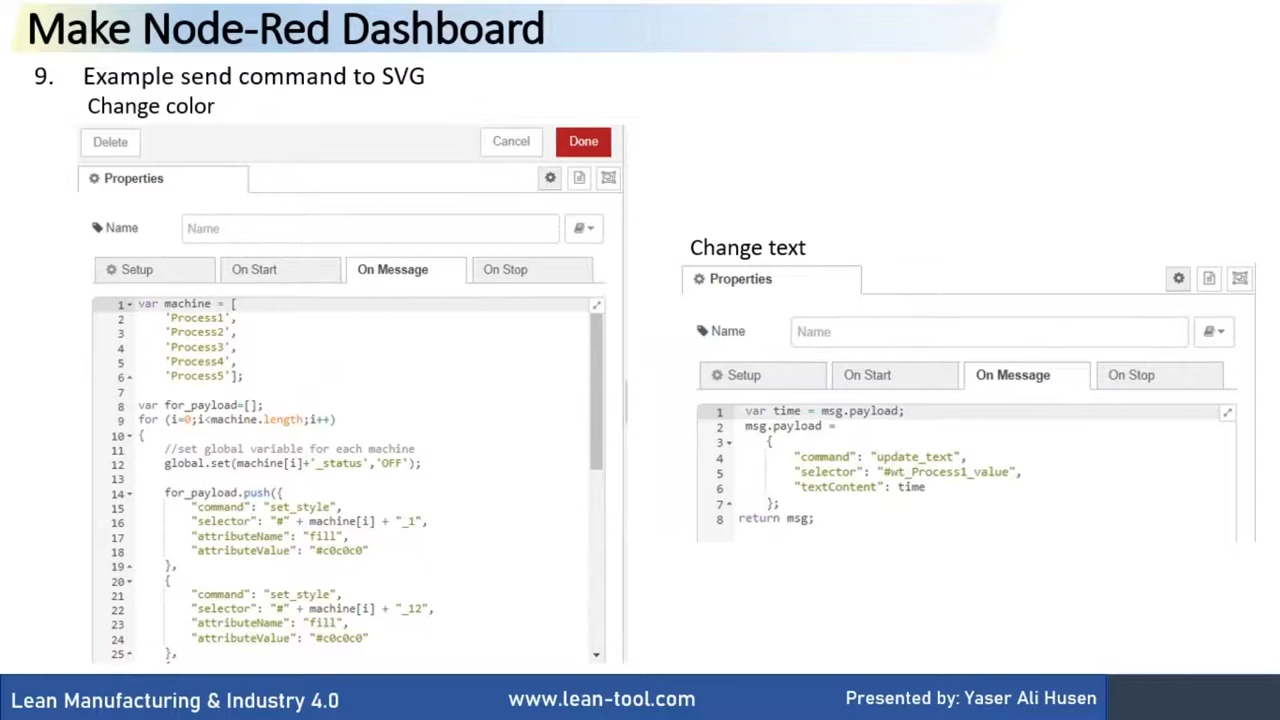 Make Node-Red Dashboard
9. Example send command to SVG
Change color
Delete
Cancel
Done
Properties
Name
Name
Setup
On Start
On Message
On Stop
1 var machine = [
2 'Process1',
3 'Process2',
4 'Process3',
5 'Process4',
6 'Process5'];
7
8 var for_payload=[];
9 for (i=0;i<machine.length;i++)
10 {
11 //set global variable for each machine
12 global.set(machine[i]+'_status','OFF');
13
14 for_payload.push({
15 "command": "set_style",
16 "selector": "#" + machine[i] + "_1",
17 "attributeName": "fill",
18 "attributeValue": "#c0c0c0"
19 },
20 {
21 "command": "set_style",
22 "selector": "#" + machine[i] + "_12",
23 "attributeName": "fill",
24 "attributeValue": "#c0c0c0"
25 },
Change text
Properties
Name
Name
Setup
On Start
On Message
On Stop
1 var time = msg.payload;
2 msg.payload =
3 {
4 "command": "update_text",
5 "selector": "#wt_Process1_value",
6 "textContent": time
7 };
8 return msg;
Lean Manufacturing & Industry 4.0
www.lean-tool.com
Presented by: Yaser Ali Husen